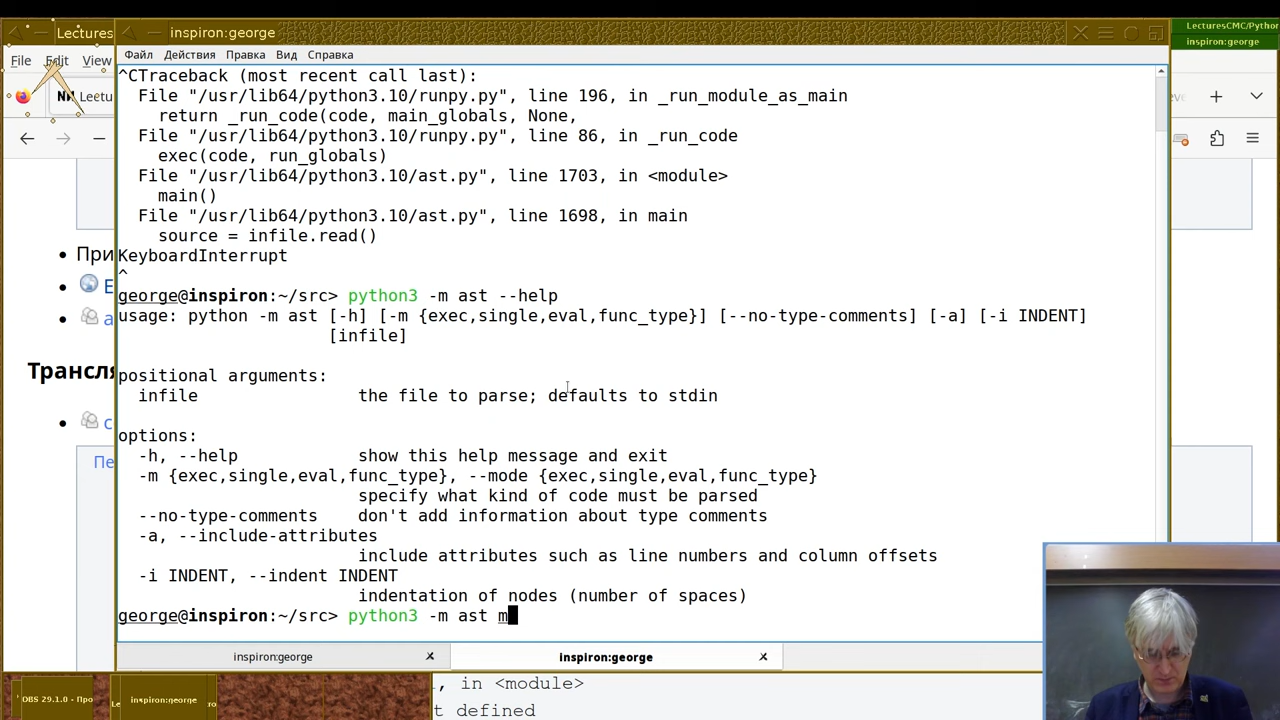 Lectures
inspiron:george
LecturesCMC/Python
inspiron:george
File Edit View
Файл Действия Правка Вид Справка
^CTraceback (most recent call last):
File "/usr/lib64/python3.10/runpy.py", line 196, in _run_module_as_main
return _run_code(code, main_globals, None,
File "/usr/lib64/python3.10/runpy.py", line 86, in _run_code
exec(code, run_globals)
File "/usr/lib64/python3.10/ast.py", line 1703, in <module>
main()
File "/usr/lib64/python3.10/ast.py", line 1698, in main
source = infile.read()
KeyboardInterrupt
^
george@inspiron:~/src> python3 -m ast --help
usage: python -m ast [-h] [-m {exec,single,eval,func_type}] [--no-type-comments] [-a] [-i INDENT]
[infile]
positional arguments:
infile the file to parse; defaults to stdin
options:
-h, --help show this help message and exit
-m {exec,single,eval,func_type}, --mode {exec,single,eval,func_type}
specify what kind of code must be parsed
--no-type-comments don't add information about type comments
-a, --include-attributes
include attributes such as line numbers and column offsets
-i INDENT, --indent INDENT
indentation of nodes (number of spaces)
george@inspiron:~/src> python3 -m ast m
При
Трансля
Пе
inspiron:george
inspiron:george
OBS 29.1.0 - Про
inspiron:george
, in <module>
t defined